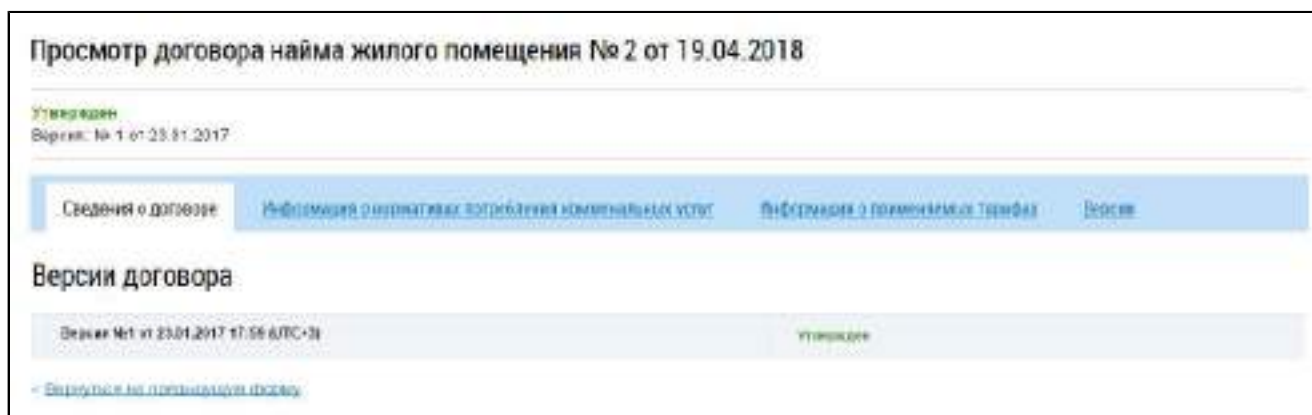 Просмотр договора найма жилого помещения № 2 от 19.04.2018
Утвержден
Версия: № 1 от 23.01.2017
Сведения о договоре Информация о нормативах потребления коммунальных услуг Информация о применяемых тарифах Версии
Версии договора
Версия №1 от 23.01.2017 17:59 (UTC+3) Утвержден
< Вернуться на предыдущую форму